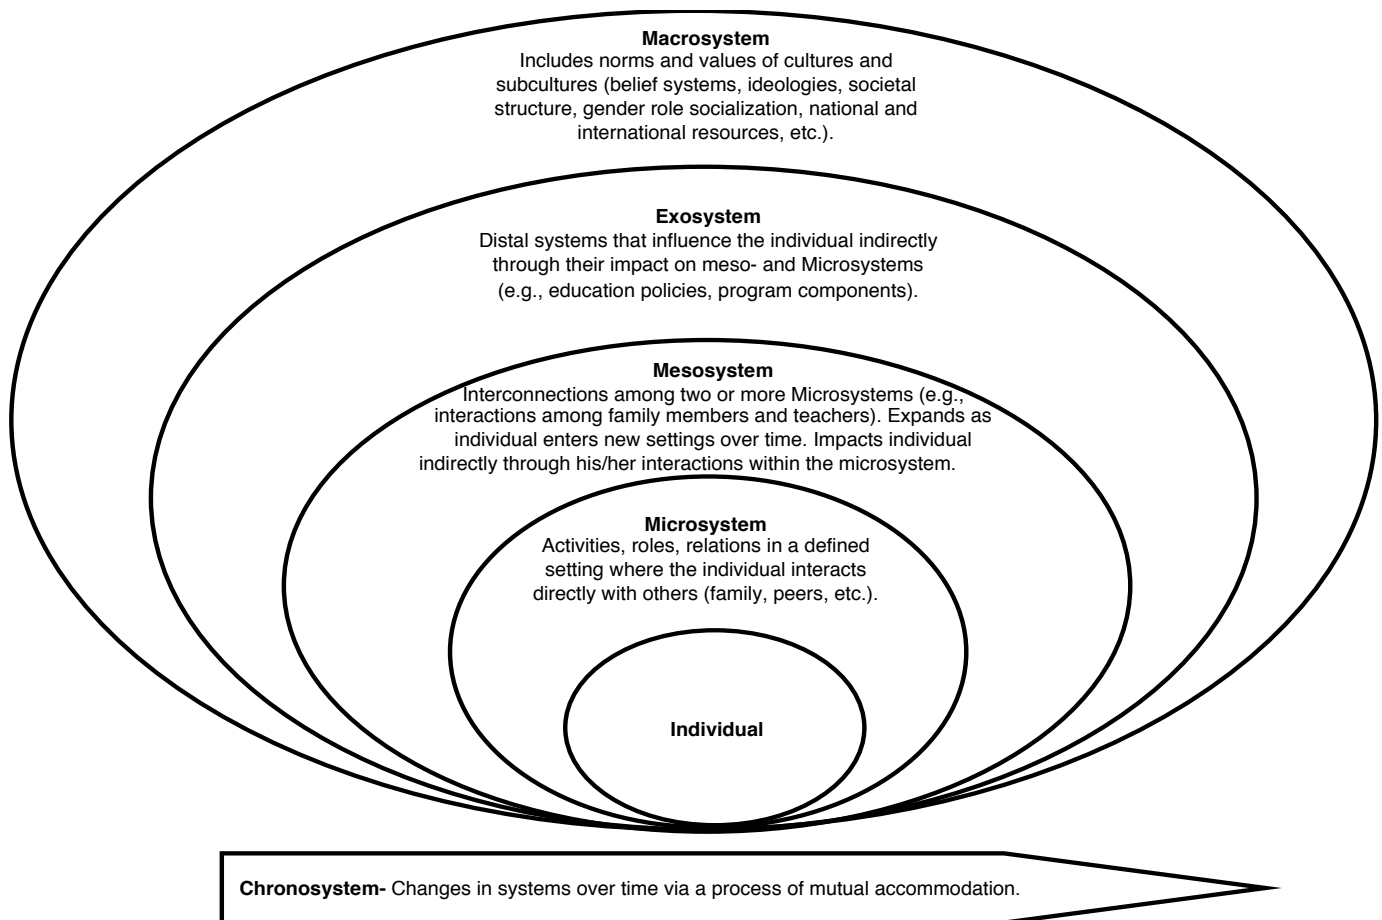 Macrosystem
Includes norms and values of cultures and
subcultures (belief systems, ideologies, societal
structure, gender role socialization, national and
international resources, etc.).
Exosystem
Distal systems that influence the individual indirectly
through their impact on meso- and Microsystems
(e.g., education policies, program components).
Mesosystem
Interconnections among two or more Microsystems (e.g.,
interactions among family members and teachers). Expands as
individual enters new settings over time. Impacts individual
indirectly through his/her interactions within the microsystem.
Microsystem
Activities, roles, relations in a defined
setting where the individual interacts
directly with others (family, peers, etc.).
Individual
Chronosystem- Changes in systems over time via a process of mutual accommodation.